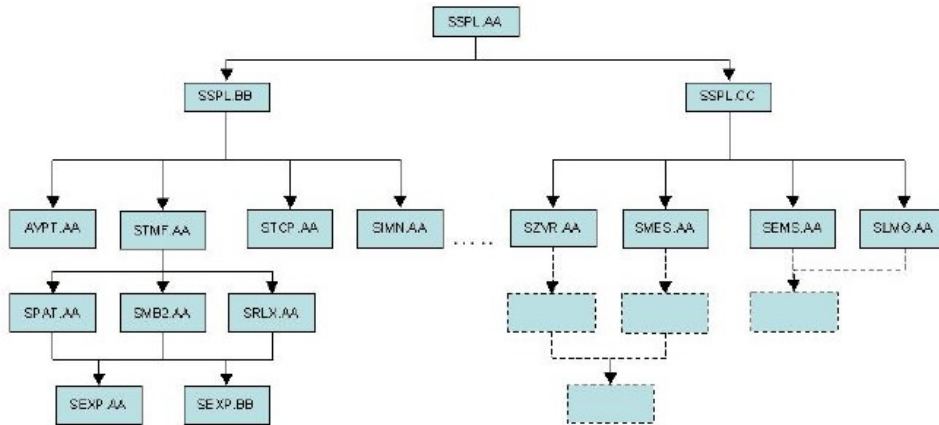 SSPL.AA
SSPL.BB
SSPL.CC
AVPT.AA
STMF.AA
STCP.AA
SIMN.AA
.....
SZVR.AA
SMES.AA
SEMS.AA
SLMG.AA
SPAT.AA
SMB2.AA
SRLX.AA
SEXP.AA
SEXP.BB